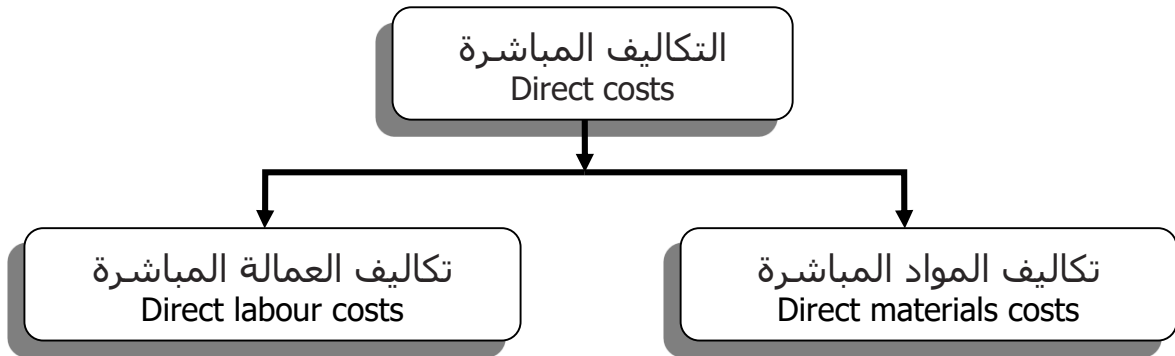 التكاليف المباشرة
Direct costs
تكاليف المواد المباشرة
Direct materials costs
تكاليف العمالة المباشرة
Direct labour costs